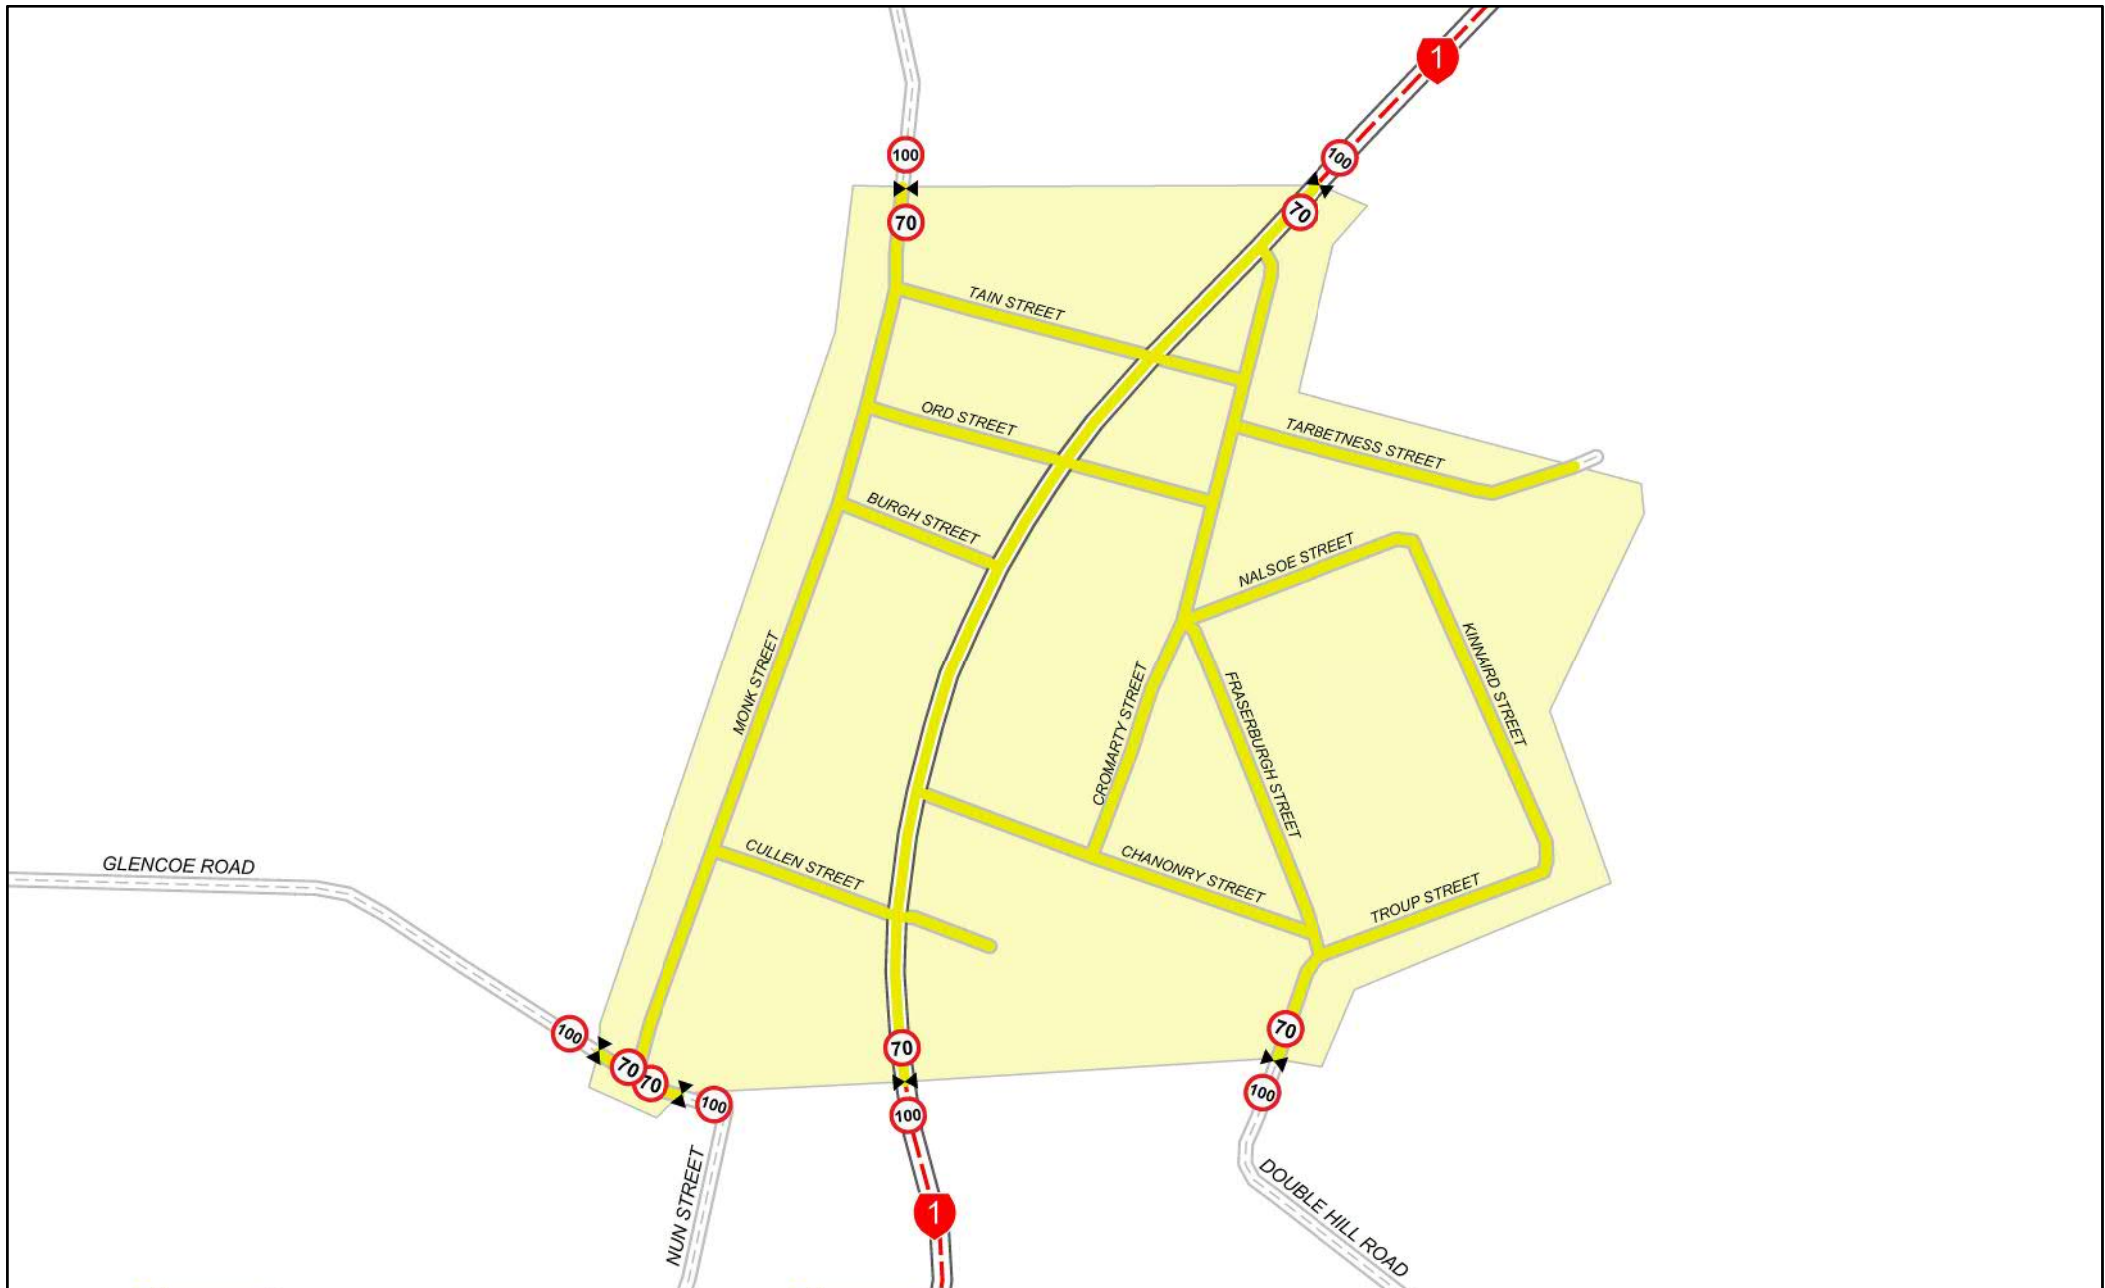 1
100
100
70
70
TAIN STREET
ORD STREET
TARBETNESS STREET
BURGH STREET
NALSOE STREET
KINNAIRD STREET
MONK STREET
CROMARTY STREET
FRASERBURGH STREET
CULLEN STREET
CHANONRY STREET
GLENCOE ROAD
TROUP STREET
100
70
70
70
70
100
100
100
NUN STREET
DOUBLE HILL ROAD
1